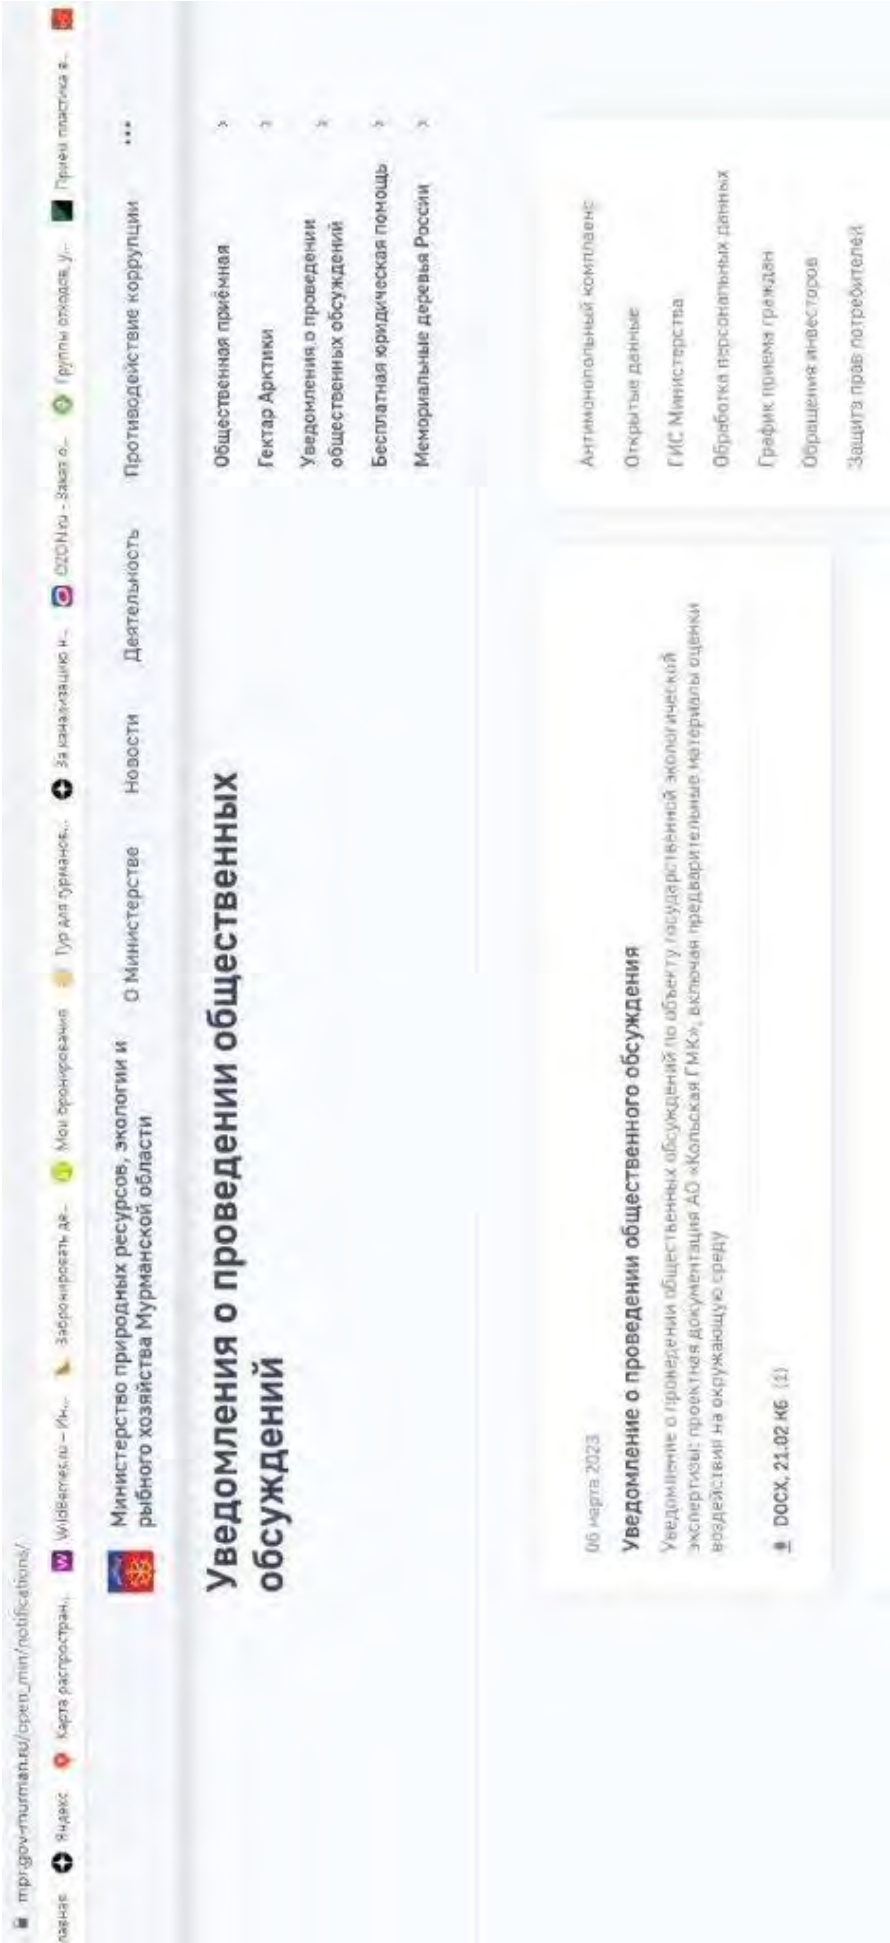 mpr.gov-murman.ru/open_min/notifications/
лавная Яндекс Карта распростран... WildBerries.ru – Ин... Забронировать де... Мои бронирования Тур для гурманов... За канализацию н... OZON.ru - Заказ о... Группы отходов, у... Прием пластика в...
Министерство природных ресурсов, экологии и
рыбного хозяйства Мурманской области
О Министерстве Новости Деятельность Противодействие коррупции ...
Уведомления о проведении общественных
обсуждений
Общественная приёмная
Гектар Арктики
Уведомления о проведении
общественных обсуждений
Бесплатная юридическая помощь
Мемориальные деревья России
06 марта 2023
Уведомление о проведении общественного обсуждения
Уведомление о проведении общественных обсуждений по объекту государственной экологической
экспертизы: проектная документация АО «Кольская ГМК», включая предварительные материалы оценки
воздействия на окружающую среду
DOCX, 21.02 Кб (1)
Антимонопольный комплаенс
Открытые данные
ГИС Министерства
Обработка персональных данных
График приема граждан
Обращения инвесторов
Защита прав потребителей